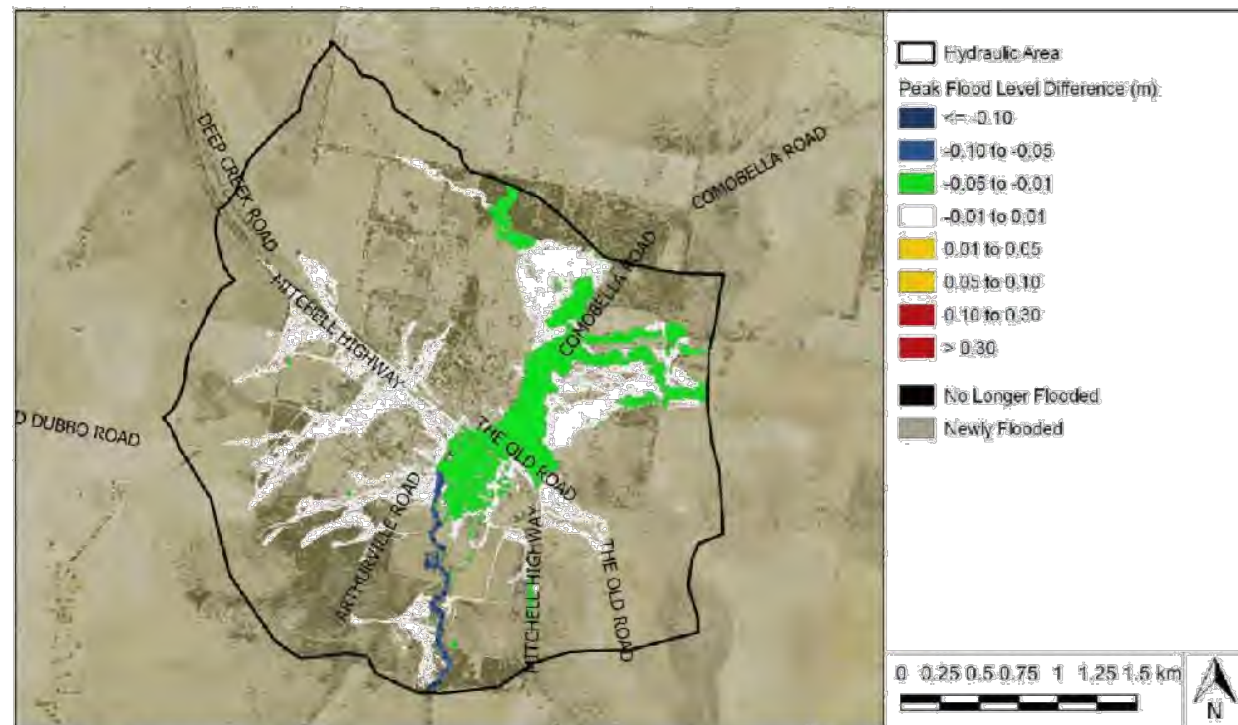 DEEP CREEK ROAD
COMOBELLA ROAD
COMOBELLA ROAD
MITCHELL HIGHWAY
D DUBBO ROAD
THE OLD ROAD
ARTHURVILLE ROAD
MITCHELL HIGHWAY
THE OLD ROAD
Hydraulic Area
Peak Flood Level Difference (m)
<= -0.10
-0.10 to -0.05
-0.05 to -0.01
-0.01 to 0.01
0.01 to 0.05
0.05 to 0.10
0.10 to 0.30
> 0.30
No Longer Flooded
Newly Flooded
0 0.25 0.5 0.75 1 1.25 1.5 km
N